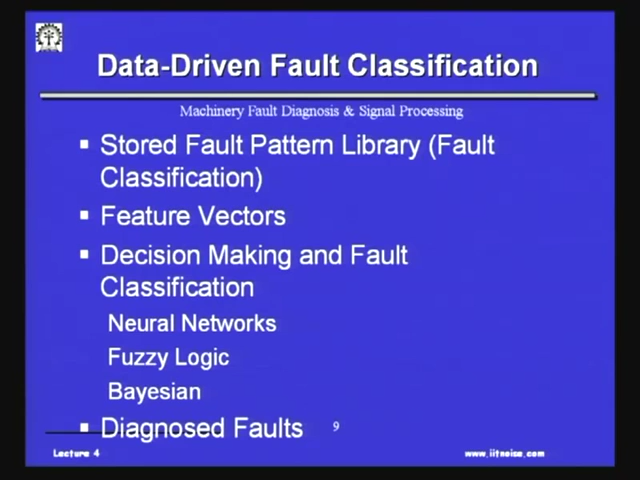 Data-Driven Fault Classification
Machinery Fault Diagnosis & Signal Processing
Stored Fault Pattern Library (Fault
Classification)
Feature Vectors
Decision Making and Fault
Classification
Neural Networks
Fuzzy Logic
Bayesian
Diagnosed Faults
9
Lecture 4
www.iitnoise.com